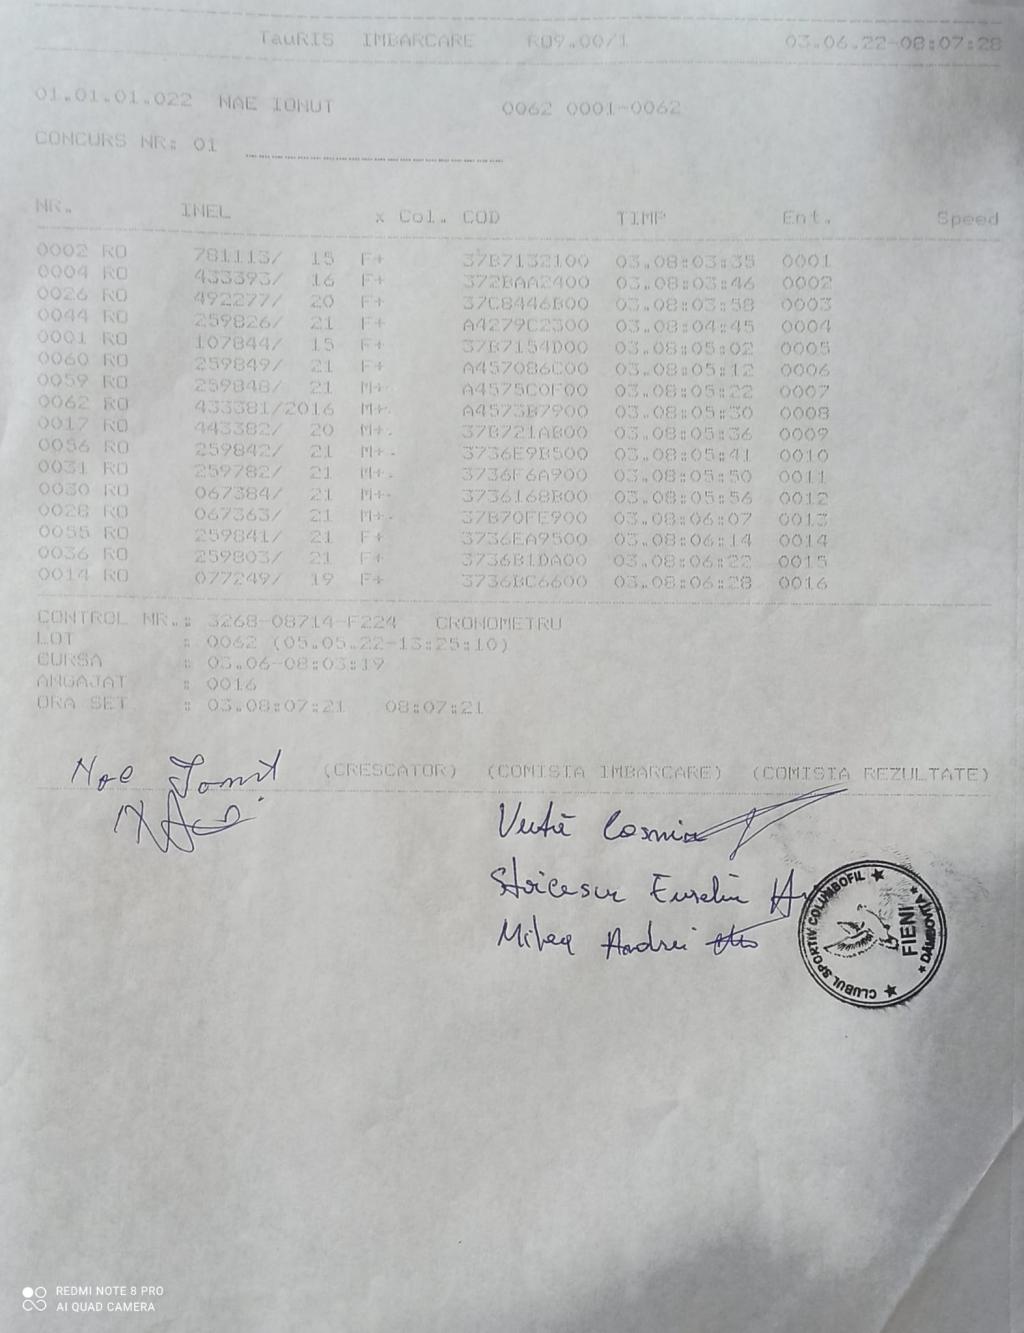 TauRIS IMBARCARE RO9.00/1 03.06.22-08:07:28
01.01.01.022 NAE IONUT 0062 0001-0062
CONCURS NR: 01
NR. INEL x Col. COD TIMP Ent. Speed
0002 RO 781113/ 15 F+ 37B7132100 03.08:03:35 0001
0004 RO 433393/ 16 F+ 372BAA2400 03.08:03:46 0002
0026 RO 492277/ 20 F+ 37C8446B00 03.08:03:58 0003
0044 RO 259826/ 21 F+ A4279C2300 03.08:04:45 0004
0001 RO 107844/ 15 F+ 37B7154D00 03.08:05:02 0005
0060 RO 259849/ 21 F+ A457086C00 03.08:05:12 0006
0059 RO 259848/ 21 M+ A4575C0F00 03.08:05:22 0007
0062 RO 433381/2016 M+ A4573B7900 03.08:05:30 0008
0017 RO 443382/ 20 M+ 37B721AB00 03.08:05:36 0009
0056 RO 259842/ 21 M+ 3736E9B500 03.08:05:41 0010
0031 RO 259782/ 21 M+ 3736F6A900 03.08:05:50 0011
0030 RO 067384/ 21 M+ 3736168B00 03.08:05:56 0012
0028 RO 067363/ 21 M+ 37B70FE900 03.08:06:07 0013
0055 RO 259841/ 21 F+ 3736EA9500 03.08:06:14 0014
0036 RO 259803/ 21 F+ 3736B1DA00 03.08:06:22 0015
0014 RO 077249/ 19 F+ 3736BC6600 03.08:06:28 0016
CONTROL NR.: 3268-08714-F224 CRONOMETRU
LOT : 0062 (05.05.22-13:25:10)
CURSA : 03.06-08:03:19
ANGAJAT : 0016
ORA SET : 03.08:07:21 08:07:21
Nae Ionut (CRESCATOR) (COMISIA IMBARCARE) (COMISIA REZULTATE)
Vută Cosmin
Stoicescu Euseliu
Mihea Andrei
CLUBUL SPORTIV COLUMBOFIL
FIENI
DÂMBOVIŢA
REDMI NOTE 8 PRO
AI QUAD CAMERA